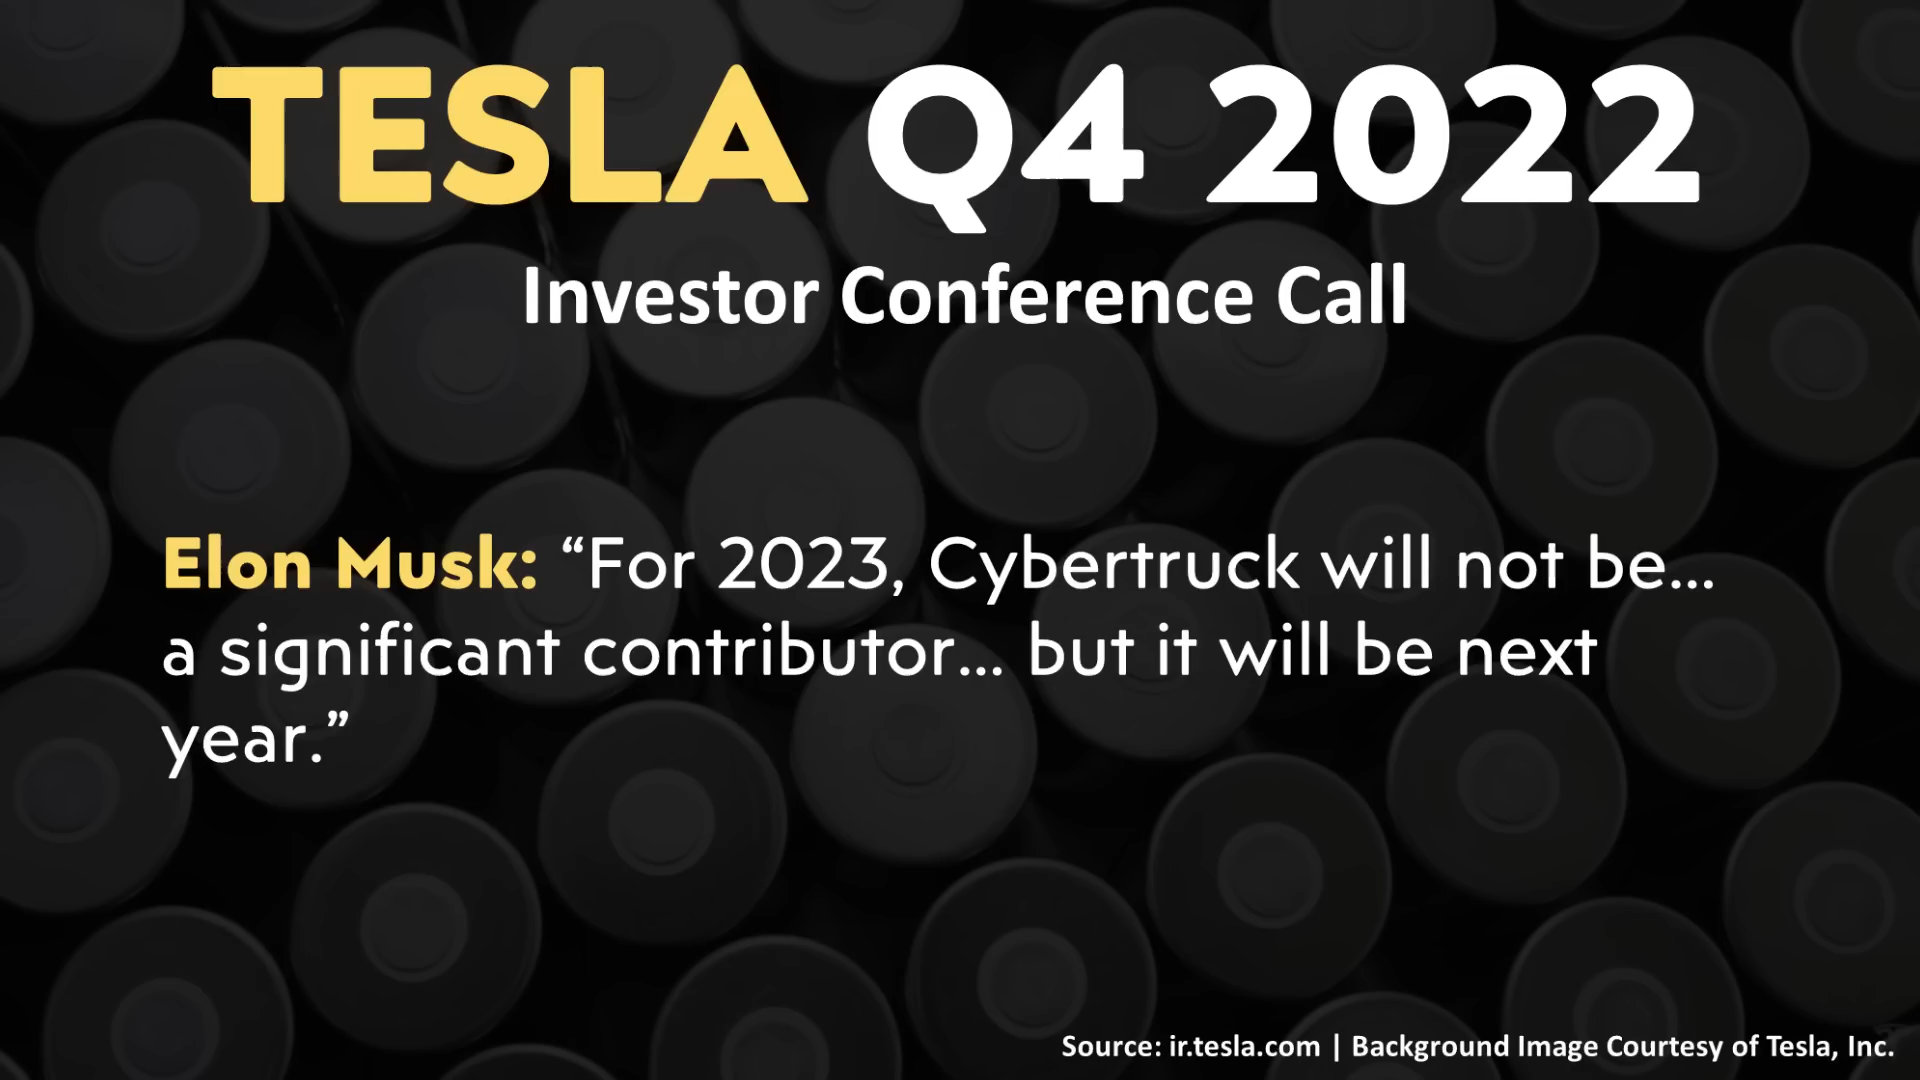 TESLA Q4 2022
Investor Conference Call
Elon Musk: “For 2023, Cybertruck will not be...
a significant contributor... but it will be next
year.”
Source: ir.tesla.com | Background Image Courtesy of Tesla, Inc.